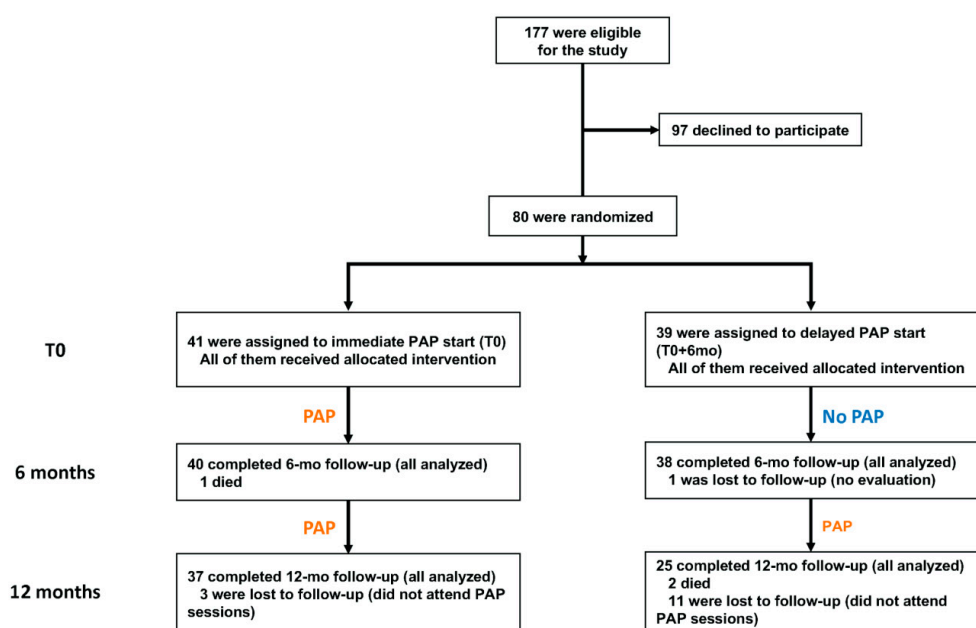 177 were eligible
for the study
97 declined to participate
80 were randomized
T0
41 were assigned to immediate PAP start (T0)
All of them received allocated intervention
39 were assigned to delayed PAP start
(T0+6mo)
All of them received allocated intervention
PAP
No PAP
6 months
40 completed 6-mo follow-up (all analyzed)
1 died
38 completed 6-mo follow-up (all analyzed)
1 was lost to follow-up (no evaluation)
PAP
PAP
12 months
37 completed 12-mo follow-up (all analyzed)
3 were lost to follow-up (did not attend PAP
sessions)
25 completed 12-mo follow-up (all analyzed)
2 died
11 were lost to follow-up (did not attend
PAP sessions)